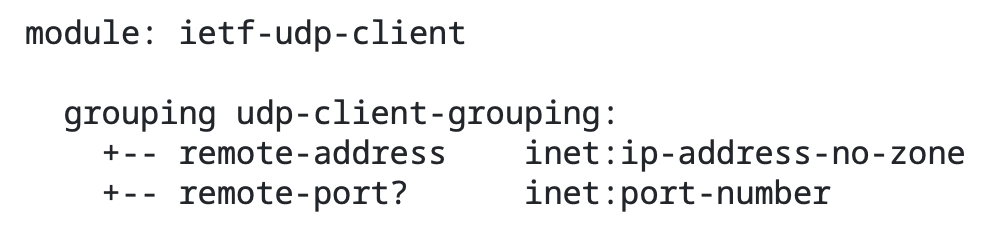 module: ietf-udp-client
grouping udp-client-grouping:
+-- remote-address    inet:ip-address-no-zone
+-- remote-port?      inet:port-number